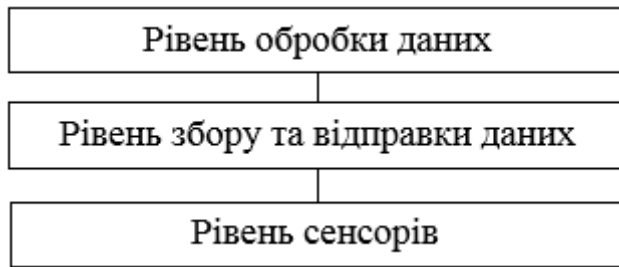 Рівень обробки даних
Рівень збору та відправки даних
Рівень сенсорів